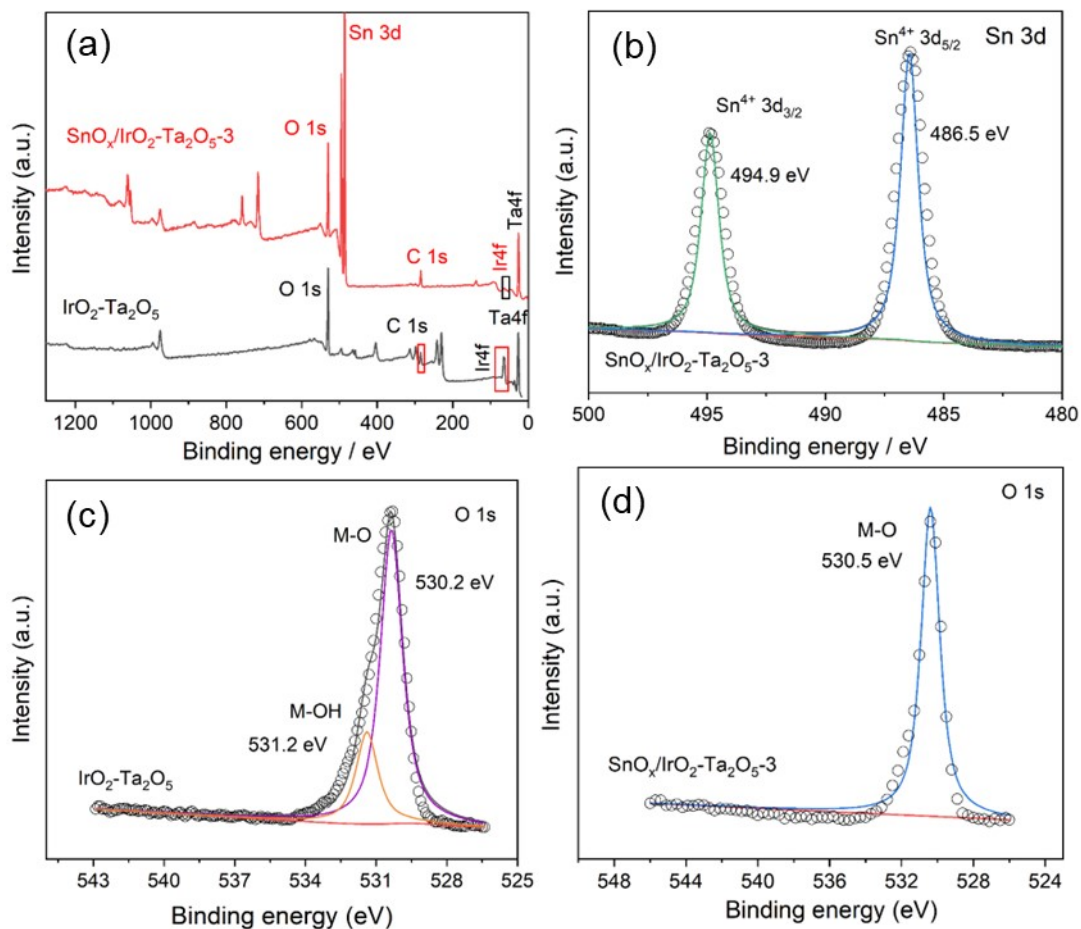 (a)
Sn 3d
O 1s
SnOₓ/IrO₂-Ta₂O₅-3
C 1s
Ir4f
Ta4f
O 1s
IrO₂-Ta₂O₅
C 1s
Ir4f
Ta4f
Intensity (a.u.)
1200 1000 800 600 400 200 0
Binding energy / eV
(b)
Sn⁴⁺ 3d₅/₂
Sn 3d
Sn⁴⁺ 3d₃/₂
486.5 eV
494.9 eV
SnOₓ/IrO₂-Ta₂O₅-3
Intensity (a.u.)
500 495 490 485 480
Binding energy / eV
(c)
O 1s
M-O
530.2 eV
M-OH
531.2 eV
IrO₂-Ta₂O₅
Intensity (a.u.)
543 540 537 534 531 528 525
Binding energy (eV)
(d)
O 1s
M-O
530.5 eV
SnOₓ/IrO₂-Ta₂O₅-3
Intensity (a.u.)
548 544 540 536 532 528 524
Binding energy (eV)